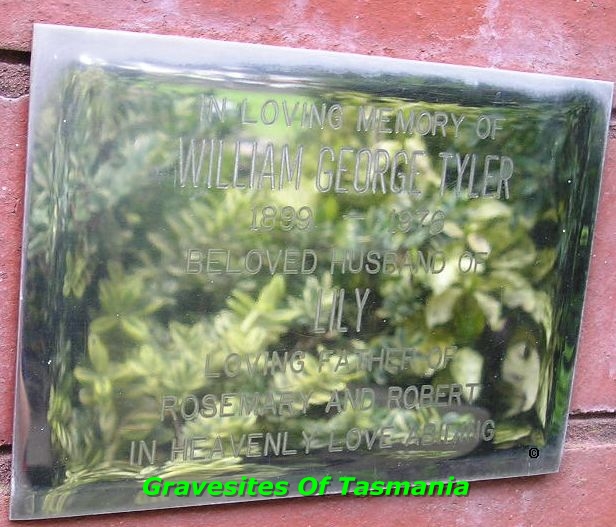 IN LOVING MEMORY OF
WILLIAM GEORGE TYLER
1899 - 1976
BELOVED HUSBAND OF
LILY
LOVING FATHER OF
ROSEMARY AND ROBERT
IN HEAVENLY LOVE ABIDING
©
Gravesites Of Tasmania